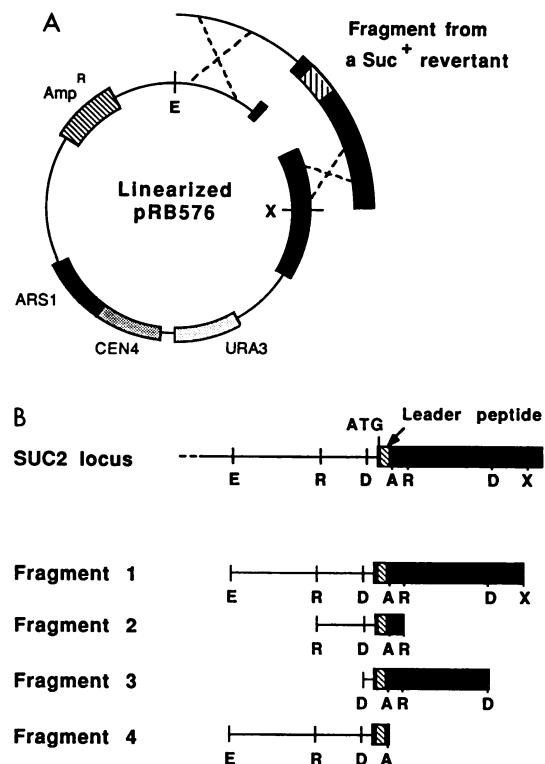 A
Fragment from
a Suc + revertant
Amp R
E
Linearized
pRB576
X
ARS1
CEN4
URA3
B
ATG
Leader peptide
SUC2 locus
E R D A R D X
Fragment 1
E R D A R D X
Fragment 2
R D A R
Fragment 3
D A R D
Fragment 4
E R D A